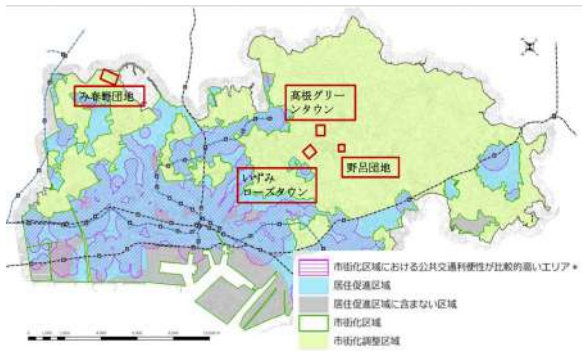 み春野団地
高根グリー
ンタウン
いずみ
ローズタウン
野呂団地
市街化区域における公共交通利便性が比較的高いエリア＊
居住促進区域
居住促進区域に含まない区域
市街化区域
市街化調整区域